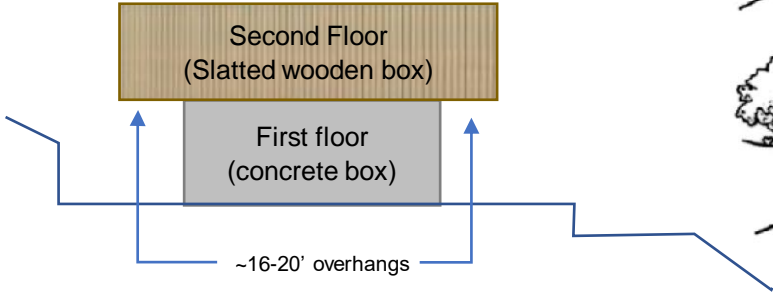 Second Floor
(Slatted wooden box)
First floor
(concrete box)
~16-20’ overhangs